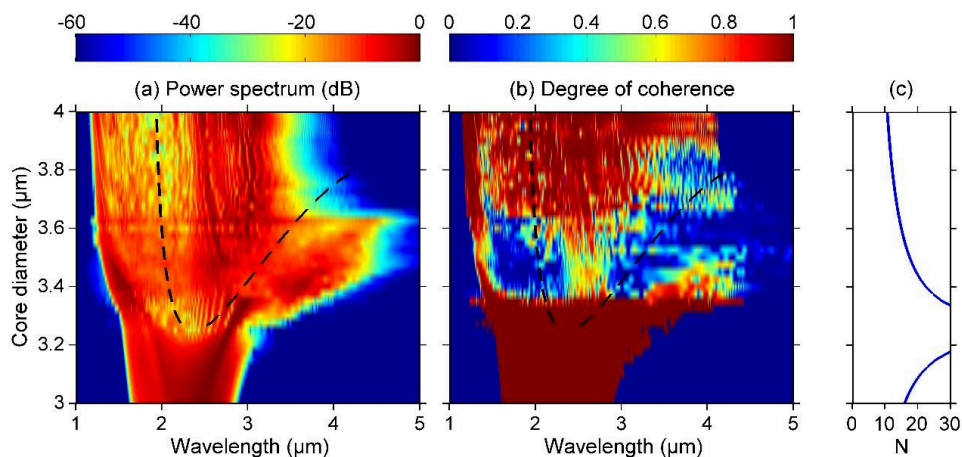 -60 -40 -20 0
0 0.2 0.4 0.6 0.8 1
(a) Power spectrum (dB)
(b) Degree of coherence
(c)
Core diameter (µm)
4
3.8
3.6
3.4
3.2
3
1 2 3 4 5
1 2 3 4 5
0 10 20 30
Wavelength (µm)
Wavelength (µm)
N